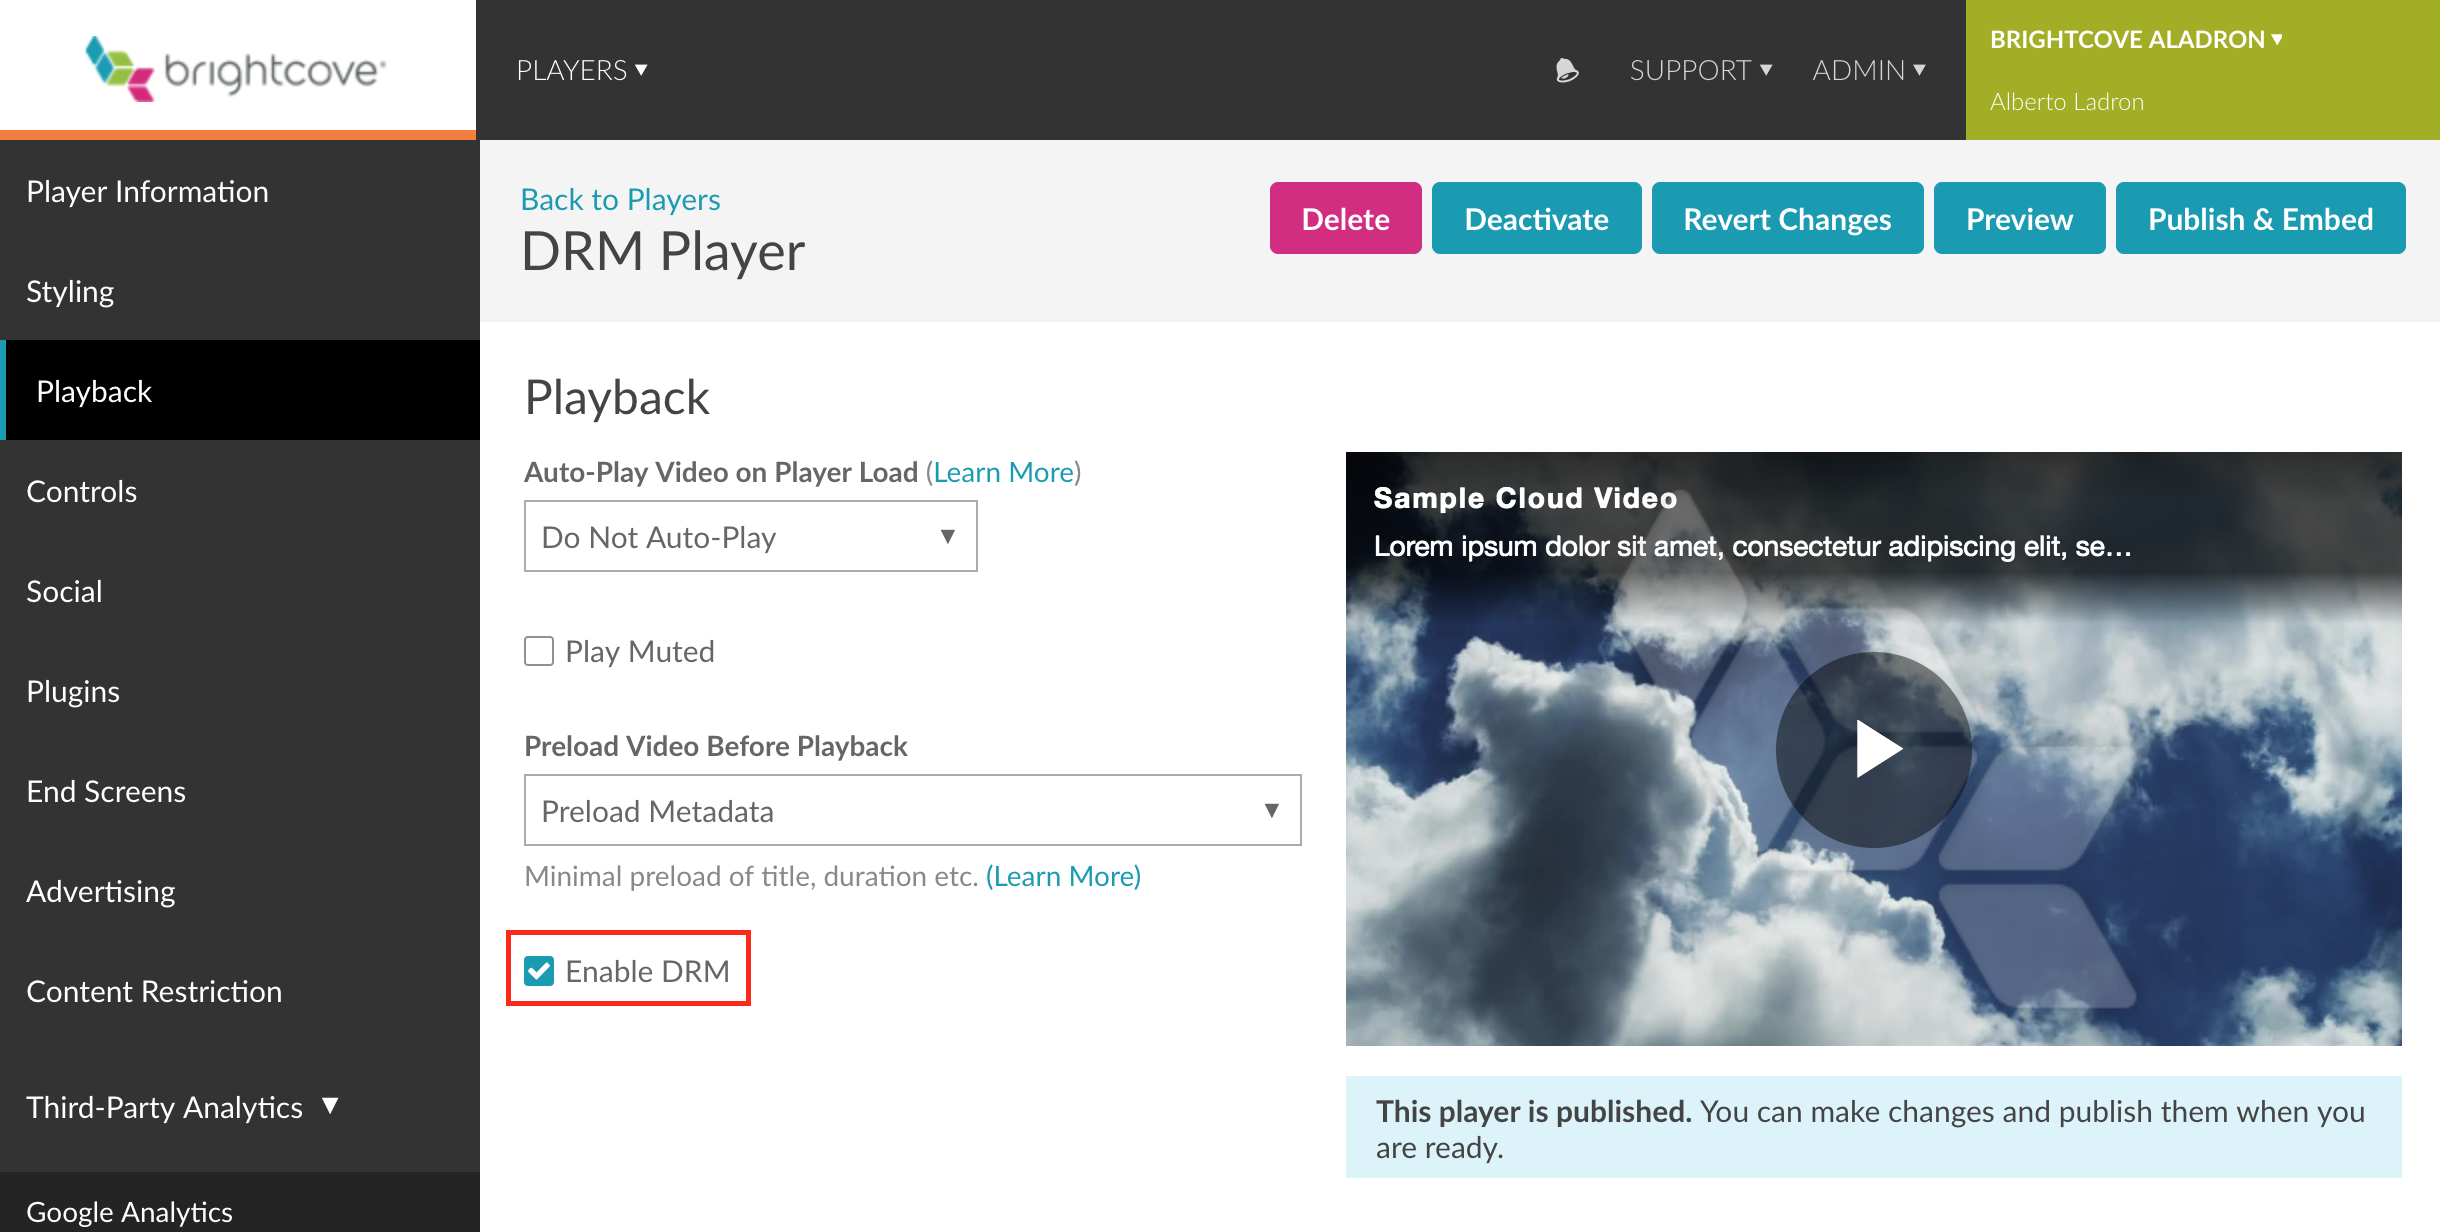 brightcove
PLAYERS ▼
SUPPORT ▼
ADMIN ▼
BRIGHTCOVE ALADRON ▼
Alberto Ladron
Player Information
Styling
Playback
Controls
Social
Plugins
End Screens
Advertising
Content Restriction
Third-Party Analytics ▼
Google Analytics
Back to Players
DRM Player
Delete
Deactivate
Revert Changes
Preview
Publish & Embed
Playback
Auto-Play Video on Player Load (Learn More)
Do Not Auto-Play ▼
Play Muted
Preload Video Before Playback
Preload Metadata ▼
Minimal preload of title, duration etc. (Learn More)
Enable DRM
Sample Cloud Video
Lorem ipsum dolor sit amet, consectetur adipiscing elit, se...
This player is published. You can make changes and publish them when you
are ready.